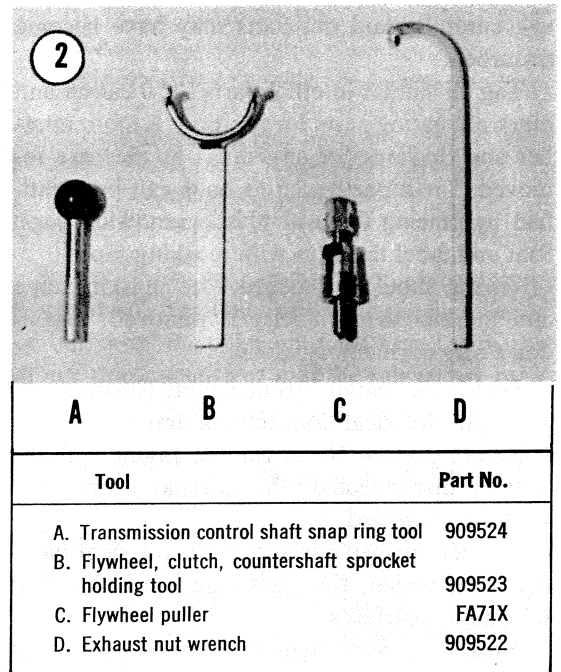 2
A B C D
Tool Part No.
A. Transmission control shaft snap ring tool 909524
B. Flywheel, clutch, countershaft sprocket
holding tool 909523
C. Flywheel puller FA71X
D. Exhaust nut wrench 909522